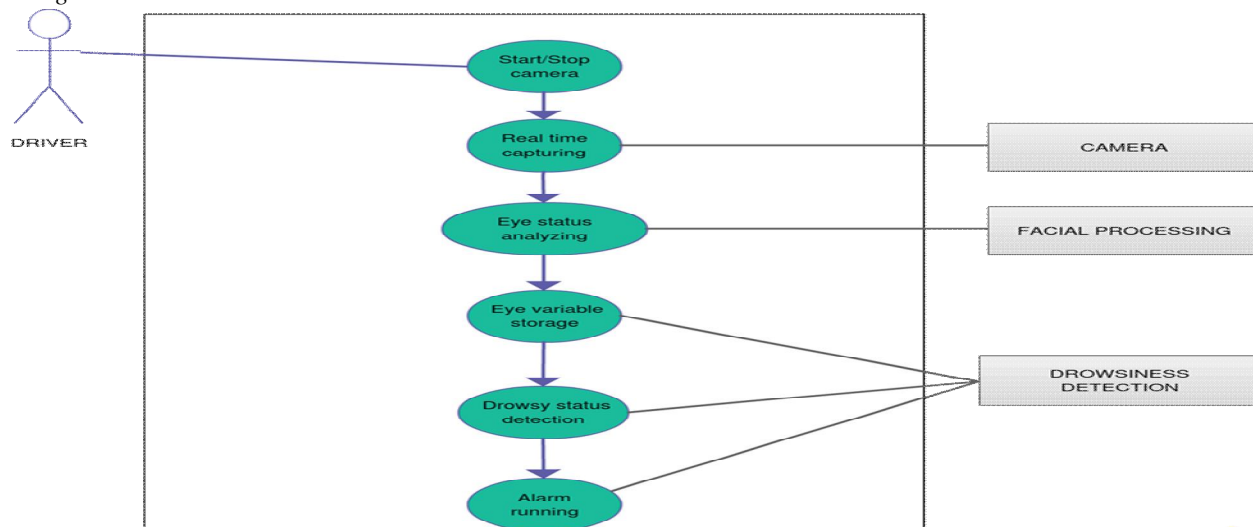 Start/Stop
camera
DRIVER
Real time
capturing
CAMERA
Eye status
analyzing
FACIAL PROCESSING
Eye variable
storage
DROWSINESS
DETECTION
Drowsy status
detection
Alarm
running